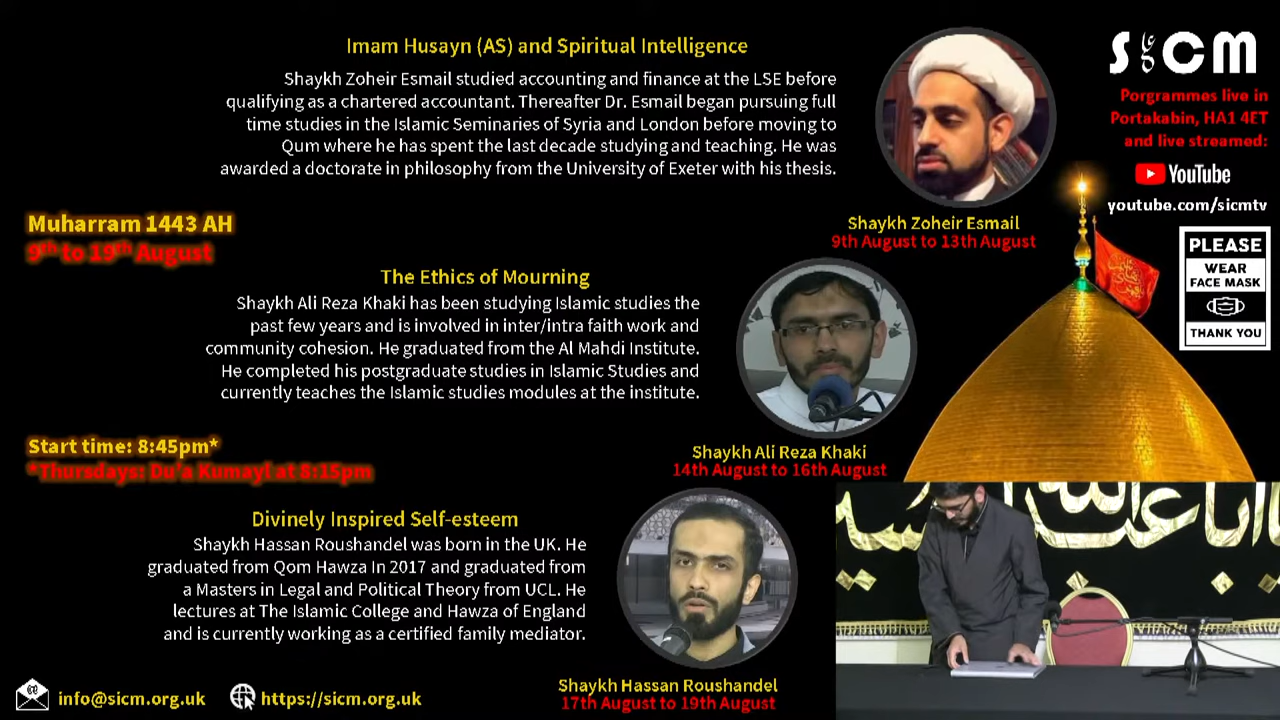 Imam Husayn (AS) and Spiritual Intelligence
Shaykh Zoheir Esmail studied accounting and finance at the LSE before
qualifying as a chartered accountant. Thereafter Dr. Esmail began pursuing full
time studies in the Islamic Seminaries of Syria and London before moving to
Qum where he has spent the last decade studying and teaching. He was
awarded a doctorate in philosophy from the University of Exeter with his thesis.
Shaykh Zoheir Esmail
9th August to 13th August
SICM
Porgrammes live in
Portakabin, HA1 4ET
and live streamed:
YouTube
youtube.com/sicmtv
PLEASE
WEAR
FACE MASK
THANK YOU
Muharram 1443 AH
9th to 19th August
The Ethics of Mourning
Shaykh Ali Reza Khaki has been studying Islamic studies the
past few years and is involved in inter/intra faith work and
community cohesion. He graduated from the Al Mahdi Institute.
He completed his postgraduate studies in Islamic Studies and
currently teaches the Islamic studies modules at the institute.
Shaykh Ali Reza Khaki
14th August to 16th August
Start time: 8:45pm*
*Thursdays: Du'a Kumayl at 8:15pm
Divinely Inspired Self-esteem
Shaykh Hassan Roushandel was born in the UK. He
graduated from Qom Hawza In 2017 and graduated from
a Masters in Legal and Political Theory from UCL. He
lectures at The Islamic College and Hawza of England
and is currently working as a certified family mediator.
Shaykh Hassan Roushandel
17th August to 19th August
info@sicm.org.uk
https://sicm.org.uk